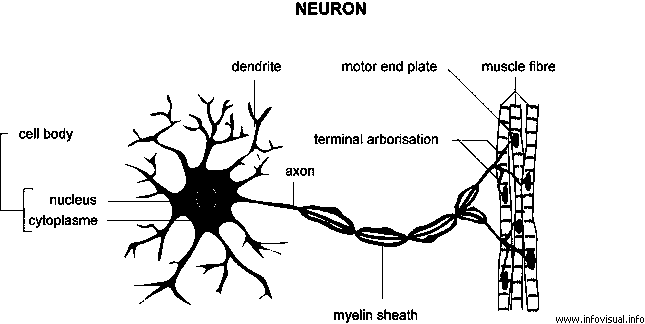 NEURON
dendrite
motor end plate
muscle fibre
cell body
terminal arborisation
axon
nucleus
cytoplasme
myelin sheath
www.infovisual.info